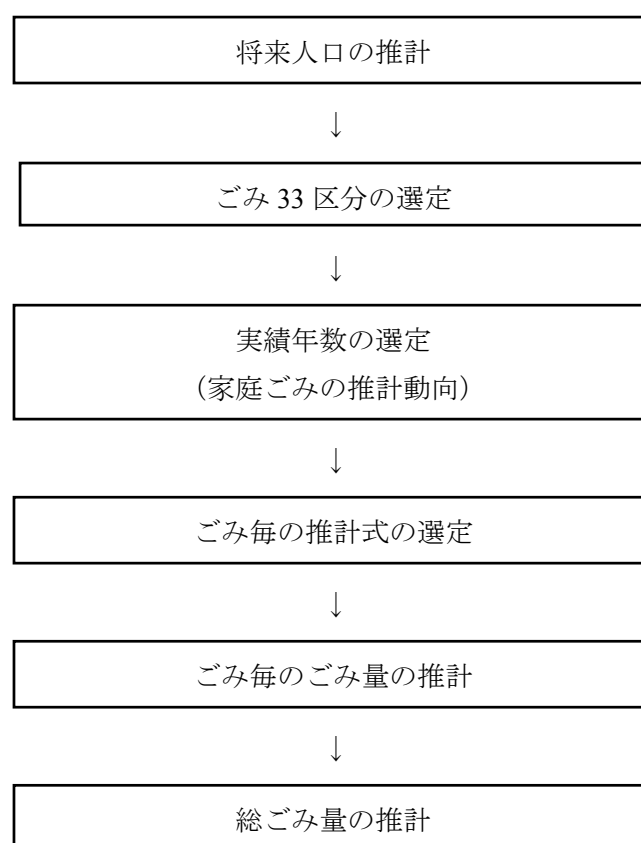 将来人口の推計
↓
ごみ 33 区分の選定
↓
実績年数の選定
（家庭ごみの推計動向）
↓
ごみ毎の推計式の選定
↓
ごみ毎のごみ量の推計
↓
総ごみ量の推計